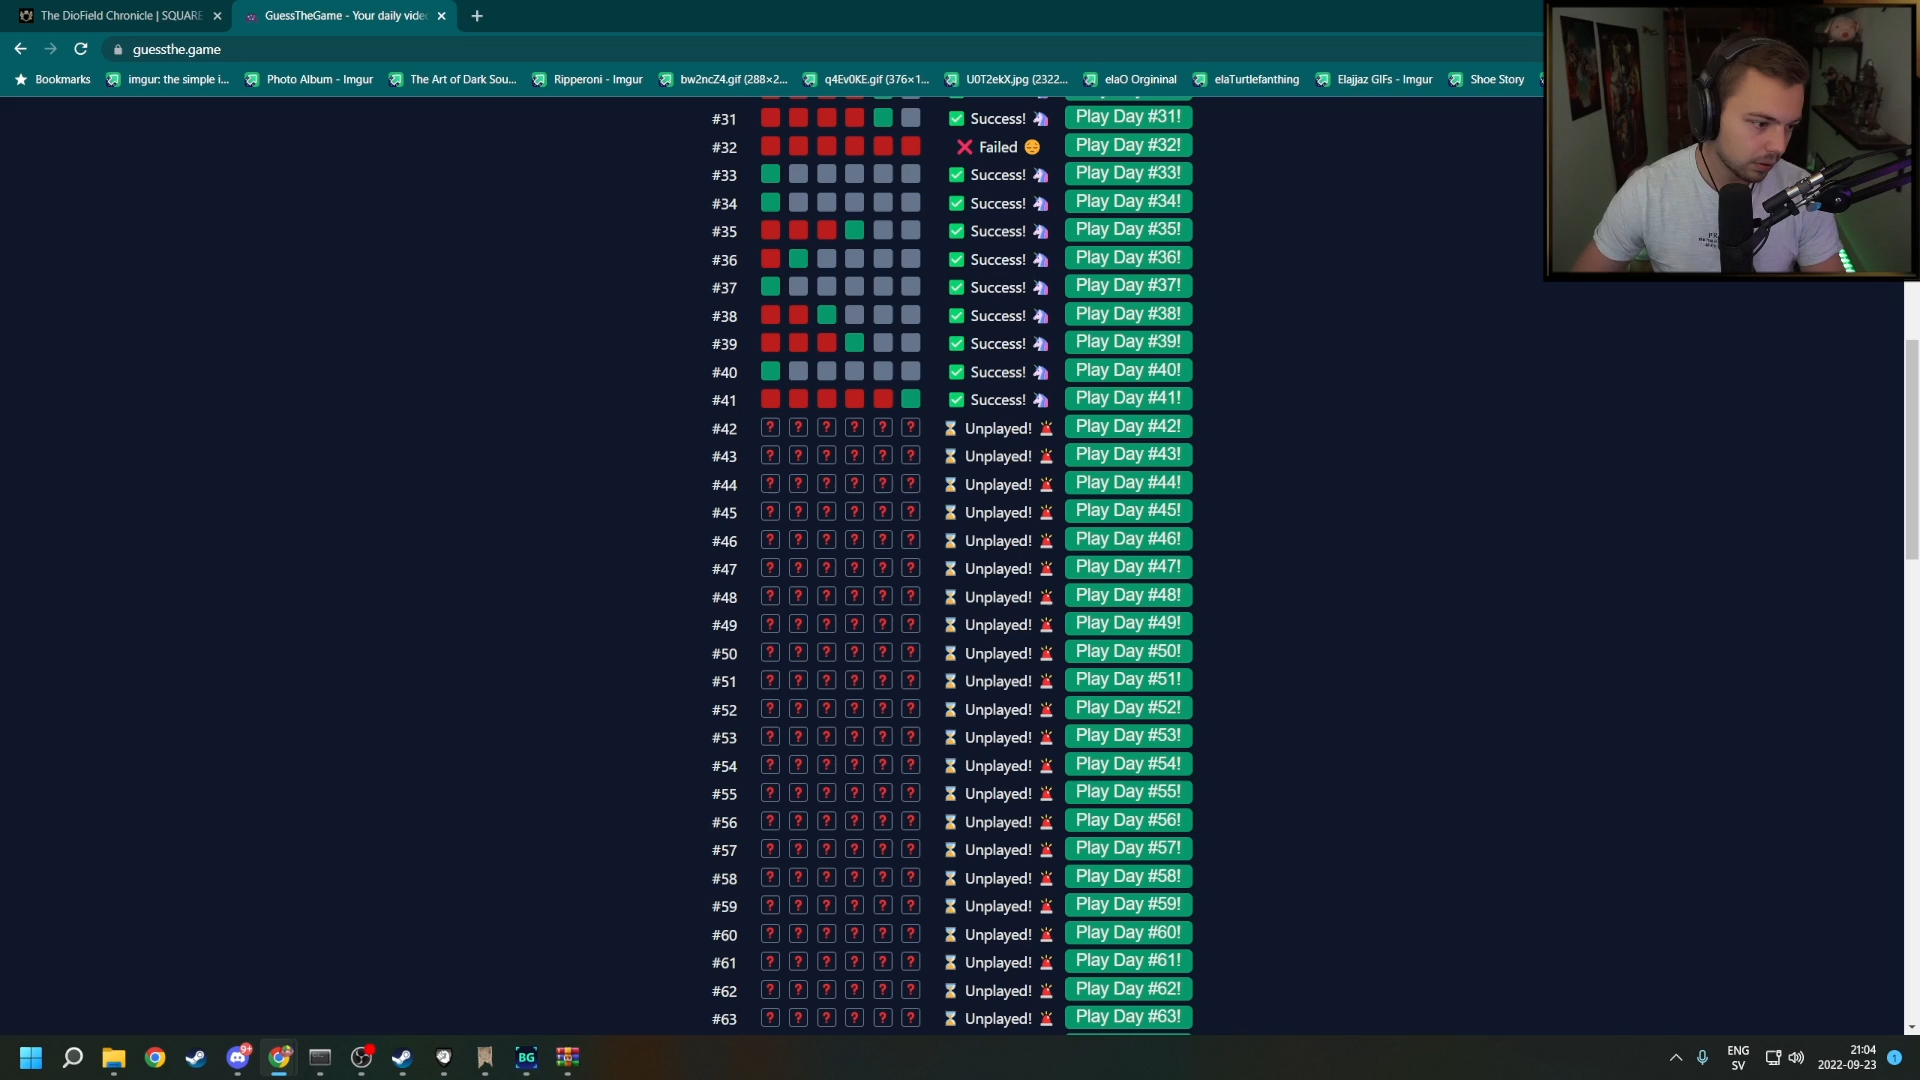 The DioField Chronicle | SQUARE
GuessTheGame - Your daily vide
guessthe.game
Bookmarks
imgur: the simple i...
Photo Album - Imgur
The Art of Dark Sou...
Ripperoni - Imgur
bw2ncZ4.gif (288×2...
q4Ev0KE.gif (376×1...
U0T2ekX.jpg (2322...
elaO Orgininal
elaTurtlefanthing
Elajjaz GIFs - Imgur
Shoe Story
#31 Success! Play Day #31!
#32 Failed Play Day #32!
#33 Success! Play Day #33!
#34 Success! Play Day #34!
#35 Success! Play Day #35!
#36 Success! Play Day #36!
#37 Success! Play Day #37!
#38 Success! Play Day #38!
#39 Success! Play Day #39!
#40 Success! Play Day #40!
#41 Success! Play Day #41!
#42 ? ? ? ? ? ? Unplayed! Play Day #42!
#43 ? ? ? ? ? ? Unplayed! Play Day #43!
#44 ? ? ? ? ? ? Unplayed! Play Day #44!
#45 ? ? ? ? ? ? Unplayed! Play Day #45!
#46 ? ? ? ? ? ? Unplayed! Play Day #46!
#47 ? ? ? ? ? ? Unplayed! Play Day #47!
#48 ? ? ? ? ? ? Unplayed! Play Day #48!
#49 ? ? ? ? ? ? Unplayed! Play Day #49!
#50 ? ? ? ? ? ? Unplayed! Play Day #50!
#51 ? ? ? ? ? ? Unplayed! Play Day #51!
#52 ? ? ? ? ? ? Unplayed! Play Day #52!
#53 ? ? ? ? ? ? Unplayed! Play Day #53!
#54 ? ? ? ? ? ? Unplayed! Play Day #54!
#55 ? ? ? ? ? ? Unplayed! Play Day #55!
#56 ? ? ? ? ? ? Unplayed! Play Day #56!
#57 ? ? ? ? ? ? Unplayed! Play Day #57!
#58 ? ? ? ? ? ? Unplayed! Play Day #58!
#59 ? ? ? ? ? ? Unplayed! Play Day #59!
#60 ? ? ? ? ? ? Unplayed! Play Day #60!
#61 ? ? ? ? ? ? Unplayed! Play Day #61!
#62 ? ? ? ? ? ? Unplayed! Play Day #62!
#63 ? ? ? ? ? ? Unplayed! Play Day #63!
9+
BG
ENG
SV
21:04
2022-09-23
1